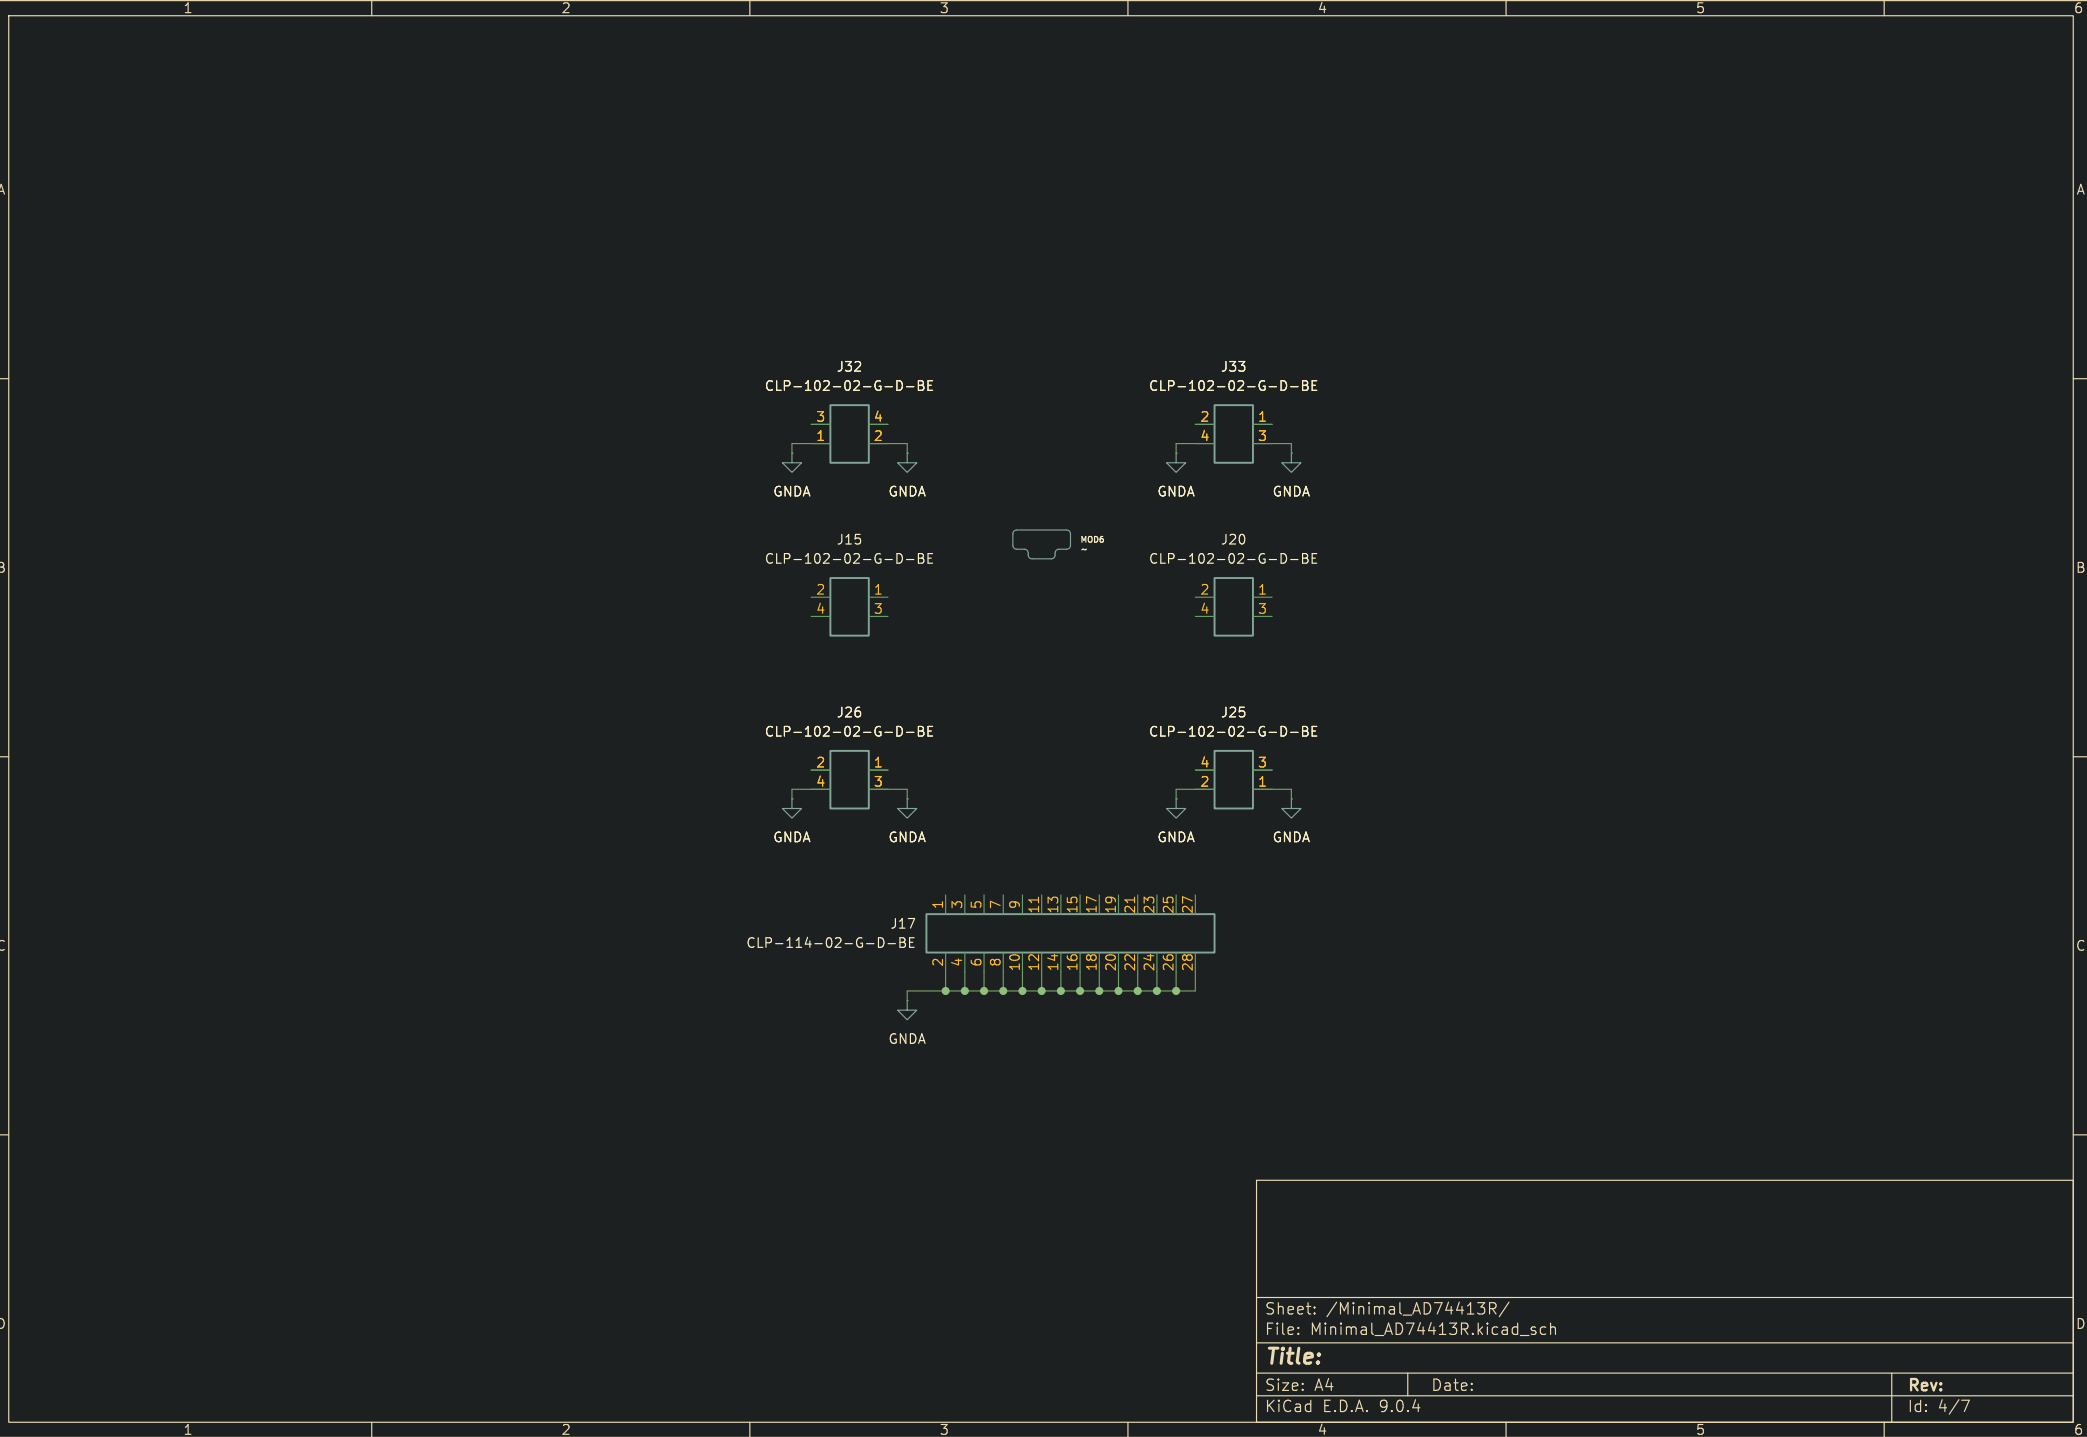 1 2 3 4 5 6
A A
J32 J33
CLP-102-02-G-D-BE CLP-102-02-G-D-BE
3 4 2 1
1 2 4 3
GNDA GNDA GNDA GNDA
J15 MOD6 J20
~
CLP-102-02-G-D-BE CLP-102-02-G-D-BE
B B
2 1 2 1
4 3 4 3
J26 J25
CLP-102-02-G-D-BE CLP-102-02-G-D-BE
2 1 4 3
4 3 2 1
GNDA GNDA GNDA GNDA
1 3 5 7 9 11 13 15 17 19 21 23 25 27
J17
CLP-114-02-G-D-BE
C C
2 4 6 8 10 12 14 16 18 20 22 24 26 28
GNDA
Sheet: /Minimal_AD74413R/
D D
File: Minimal_AD74413R.kicad_sch
Title:
Size: A4 Date: Rev:
KiCad E.D.A. 9.0.4 Id: 4/7
1 2 3 4 5 6